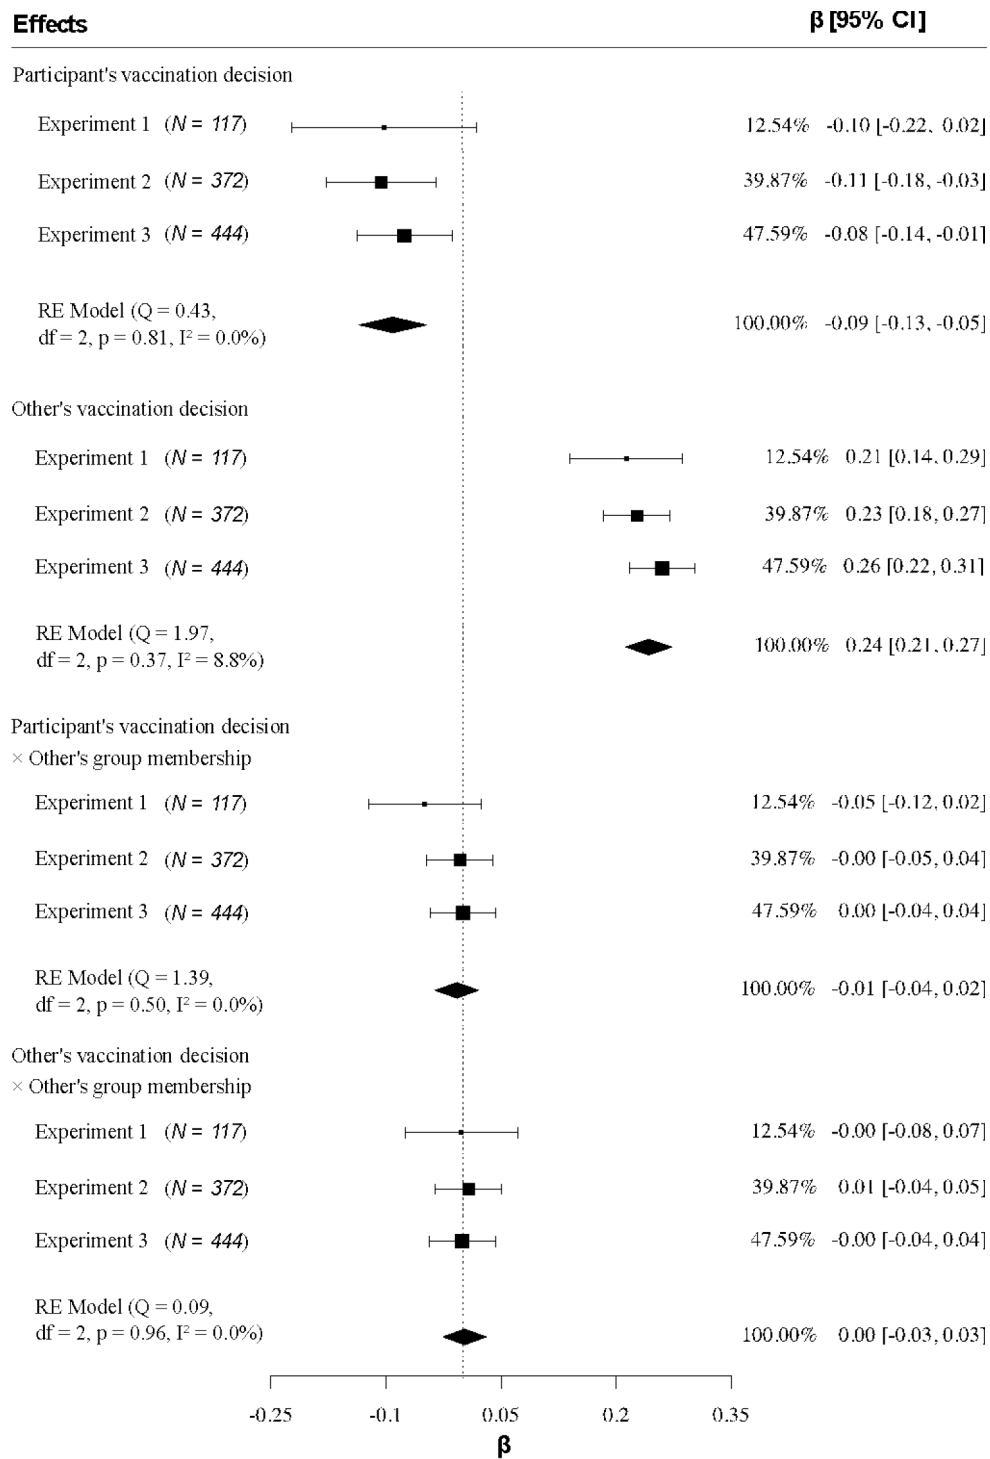 Effects β [95% CI]
Participant's vaccination decision
Experiment 1 (N = 117) 12.54% -0.10 [-0.22, 0.02]
Experiment 2 (N = 372) 39.87% -0.11 [-0.18, -0.03]
Experiment 3 (N = 444) 47.59% -0.08 [-0.14, -0.01]
RE Model (Q = 0.43,
df = 2, p = 0.81, I² = 0.0%) 100.00% -0.09 [-0.13, -0.05]
Other's vaccination decision
Experiment 1 (N = 117) 12.54% 0.21 [0.14, 0.29]
Experiment 2 (N = 372) 39.87% 0.23 [0.18, 0.27]
Experiment 3 (N = 444) 47.59% 0.26 [0.22, 0.31]
RE Model (Q = 1.97,
df = 2, p = 0.37, I² = 8.8%) 100.00% 0.24 [0.21, 0.27]
Participant's vaccination decision
× Other's group membership
Experiment 1 (N = 117) 12.54% -0.05 [-0.12, 0.02]
Experiment 2 (N = 372) 39.87% -0.00 [-0.05, 0.04]
Experiment 3 (N = 444) 47.59% 0.00 [-0.04, 0.04]
RE Model (Q = 1.39,
df = 2, p = 0.50, I² = 0.0%) 100.00% -0.01 [-0.04, 0.02]
Other's vaccination decision
× Other's group membership
Experiment 1 (N = 117) 12.54% -0.00 [-0.08, 0.07]
Experiment 2 (N = 372) 39.87% 0.01 [-0.04, 0.05]
Experiment 3 (N = 444) 47.59% -0.00 [-0.04, 0.04]
RE Model (Q = 0.09,
df = 2, p = 0.96, I² = 0.0%) 100.00% 0.00 [-0.03, 0.03]
-0.25 -0.1 0.05 0.2 0.35
β